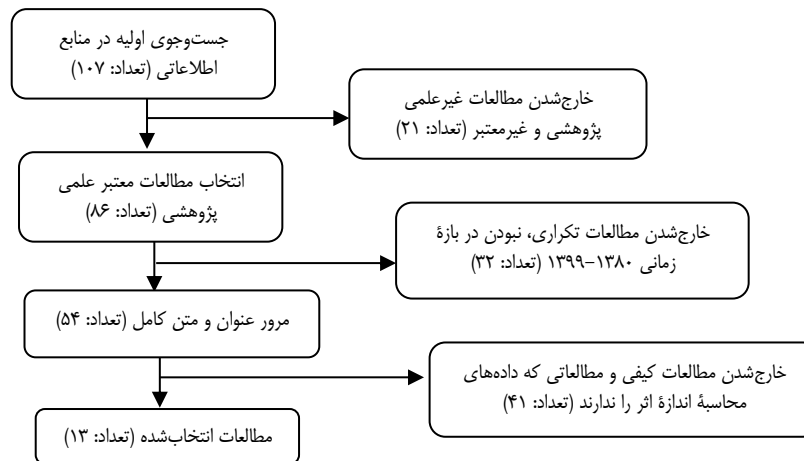 جست‌وجوی اولیه در منابع
اطلاعاتی (تعداد: ۱۰۷)
خارج‌شدن مطالعات غیرعلمی
پژوهشی و غیرمعتبر (تعداد: ۲۱)
انتخاب مطالعات معتبر علمی
پژوهشی (تعداد: ۸۶)
خارج‌شدن مطالعات تکراری، نبودن در بازهٔ
زمانی ۱۳۸۰-۱۳۹۹ (تعداد: ۳۲)
مرور عنوان و متن کامل (تعداد: ۵۴)
خارج‌شدن مطالعات کیفی و مطالعاتی که داده‌های
محاسبهٔ اندازهٔ اثر را ندارند (تعداد: ۴۱)
مطالعات انتخاب‌شده (تعداد: ۱۳)